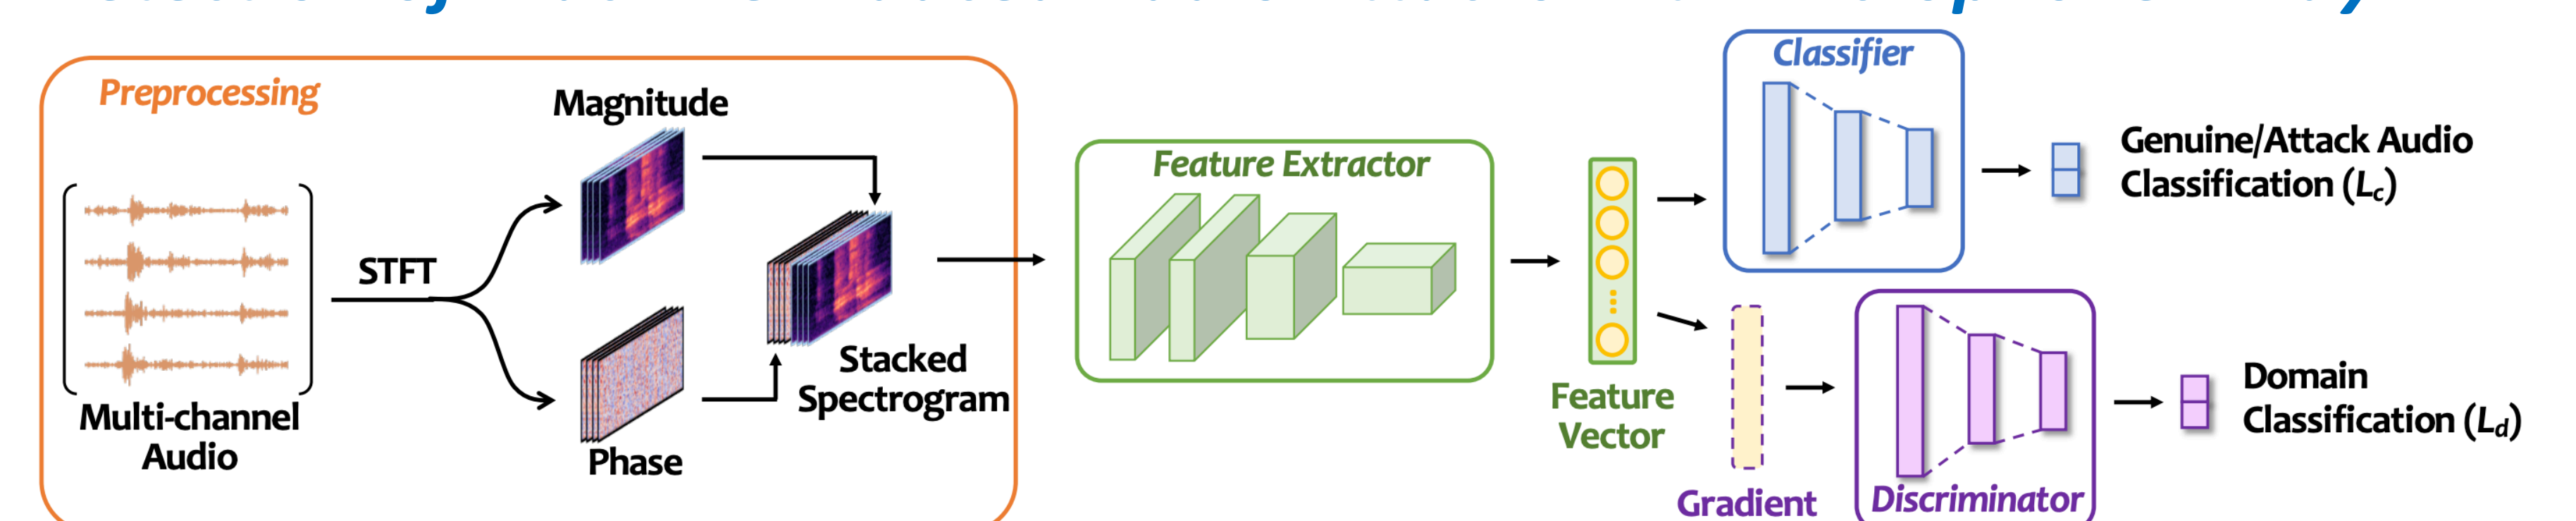 Preprocessing
Magnitude
STFT
Multi-channel
Audio
Phase
Stacked
Spectrogram
Feature Extractor
Feature
Vector
Classifier
Genuine/Attack Audio
Classification (Lc)
Gradient
Discriminator
Domain
Classification (Ld)